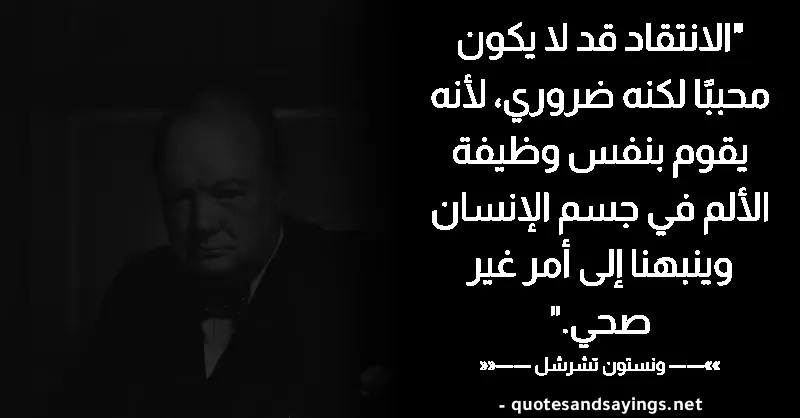 "الانتقاد قد لا يكون
محببًا لكنه ضروري، لأنه
يقوم بنفس وظيفة
الألم في جسم الإنسان
وينبهنا إلى أمر غير
صحي."
»»—— ونستون تشرشل ——««
- quotesandsayings.net